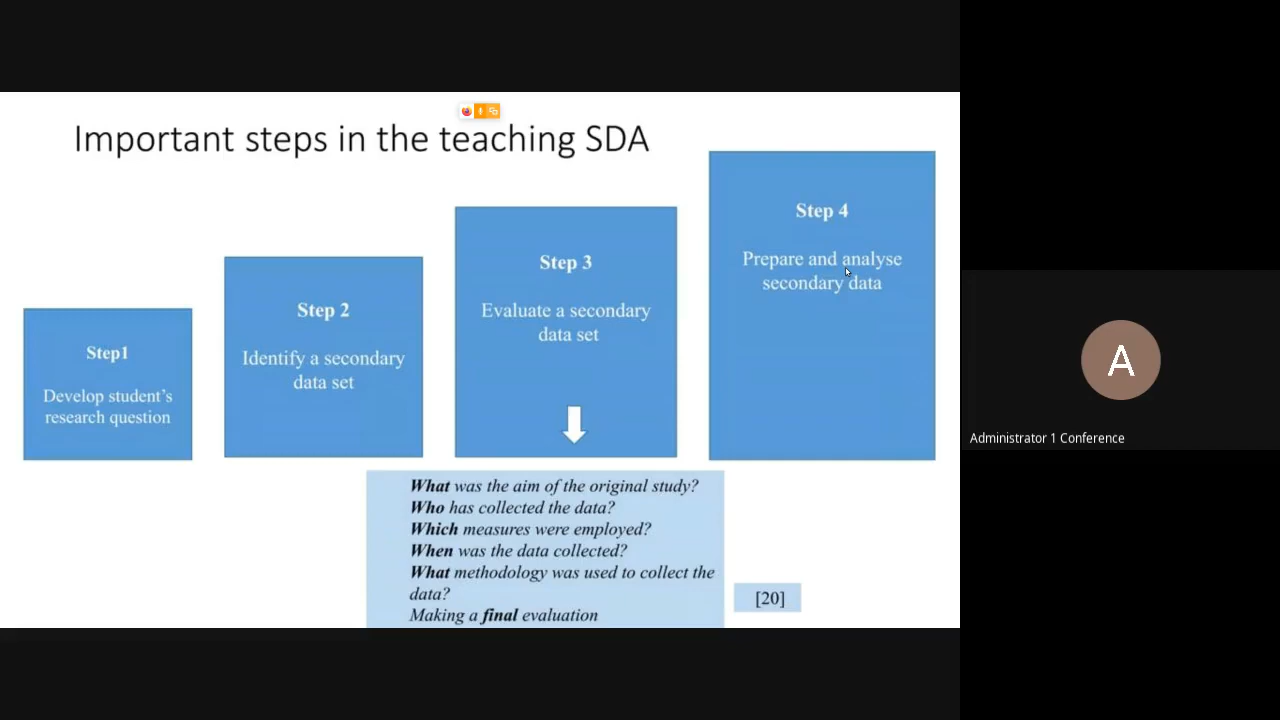 Important steps in the teaching SDA
Step1
Develop student's
research question
Step 2
Identify a secondary
data set
Step 3
Evaluate a secondary
data set
Step 4
Prepare and analyse
secondary data
What was the aim of the original study?
Who has collected the data?
Which measures were employed?
When was the data collected?
What methodology was used to collect the
data?
Making a final evaluation
[20]
A
Administrator 1 Conference